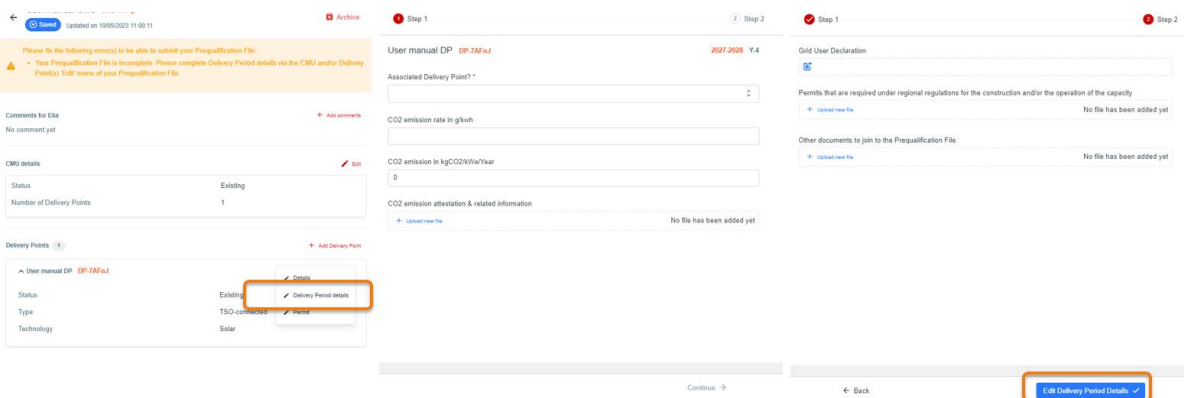 Saved Updated on 10/05/2023 11:00:11
Archive
Please fix the following error(s) to be able to submit your Prequalification File:
• Your Prequalification File is incomplete. Please complete Delivery Period details via the CMU and/or Delivery
Point(s) 'Edit' menu of your Prequalification File.
Comments for Elia
+ Add comments
No comment yet
CMU details
Edit
Status Existing
Number of Delivery Points 1
Delivery Points 1
+ Add Delivery Point
User manual DP DP-7AFnJ
Details
Status Existing
Delivery Period details
Type TSO-connected
Permit
Technology Solar
1 Step 1
2 Step 2
User manual DP DP-7AFnJ
2027-2028 Y-4
Associated Delivery Point? *
CO2 emission rate in g/kwh
CO2 emission in kgCO2/kWe/Year
0
CO2 emission attestation & related information
+ Upload new file
No file has been added yet
Continue →
Step 1
2 Step 2
Grid User Declaration
Permits that are required under regional regulations for the construction and/or the operation of the capacity
+ Upload new file
No file has been added yet
Other documents to join to the Prequalification File
+ Upload new file
No file has been added yet
← Back
Edit Delivery Period Details ✓